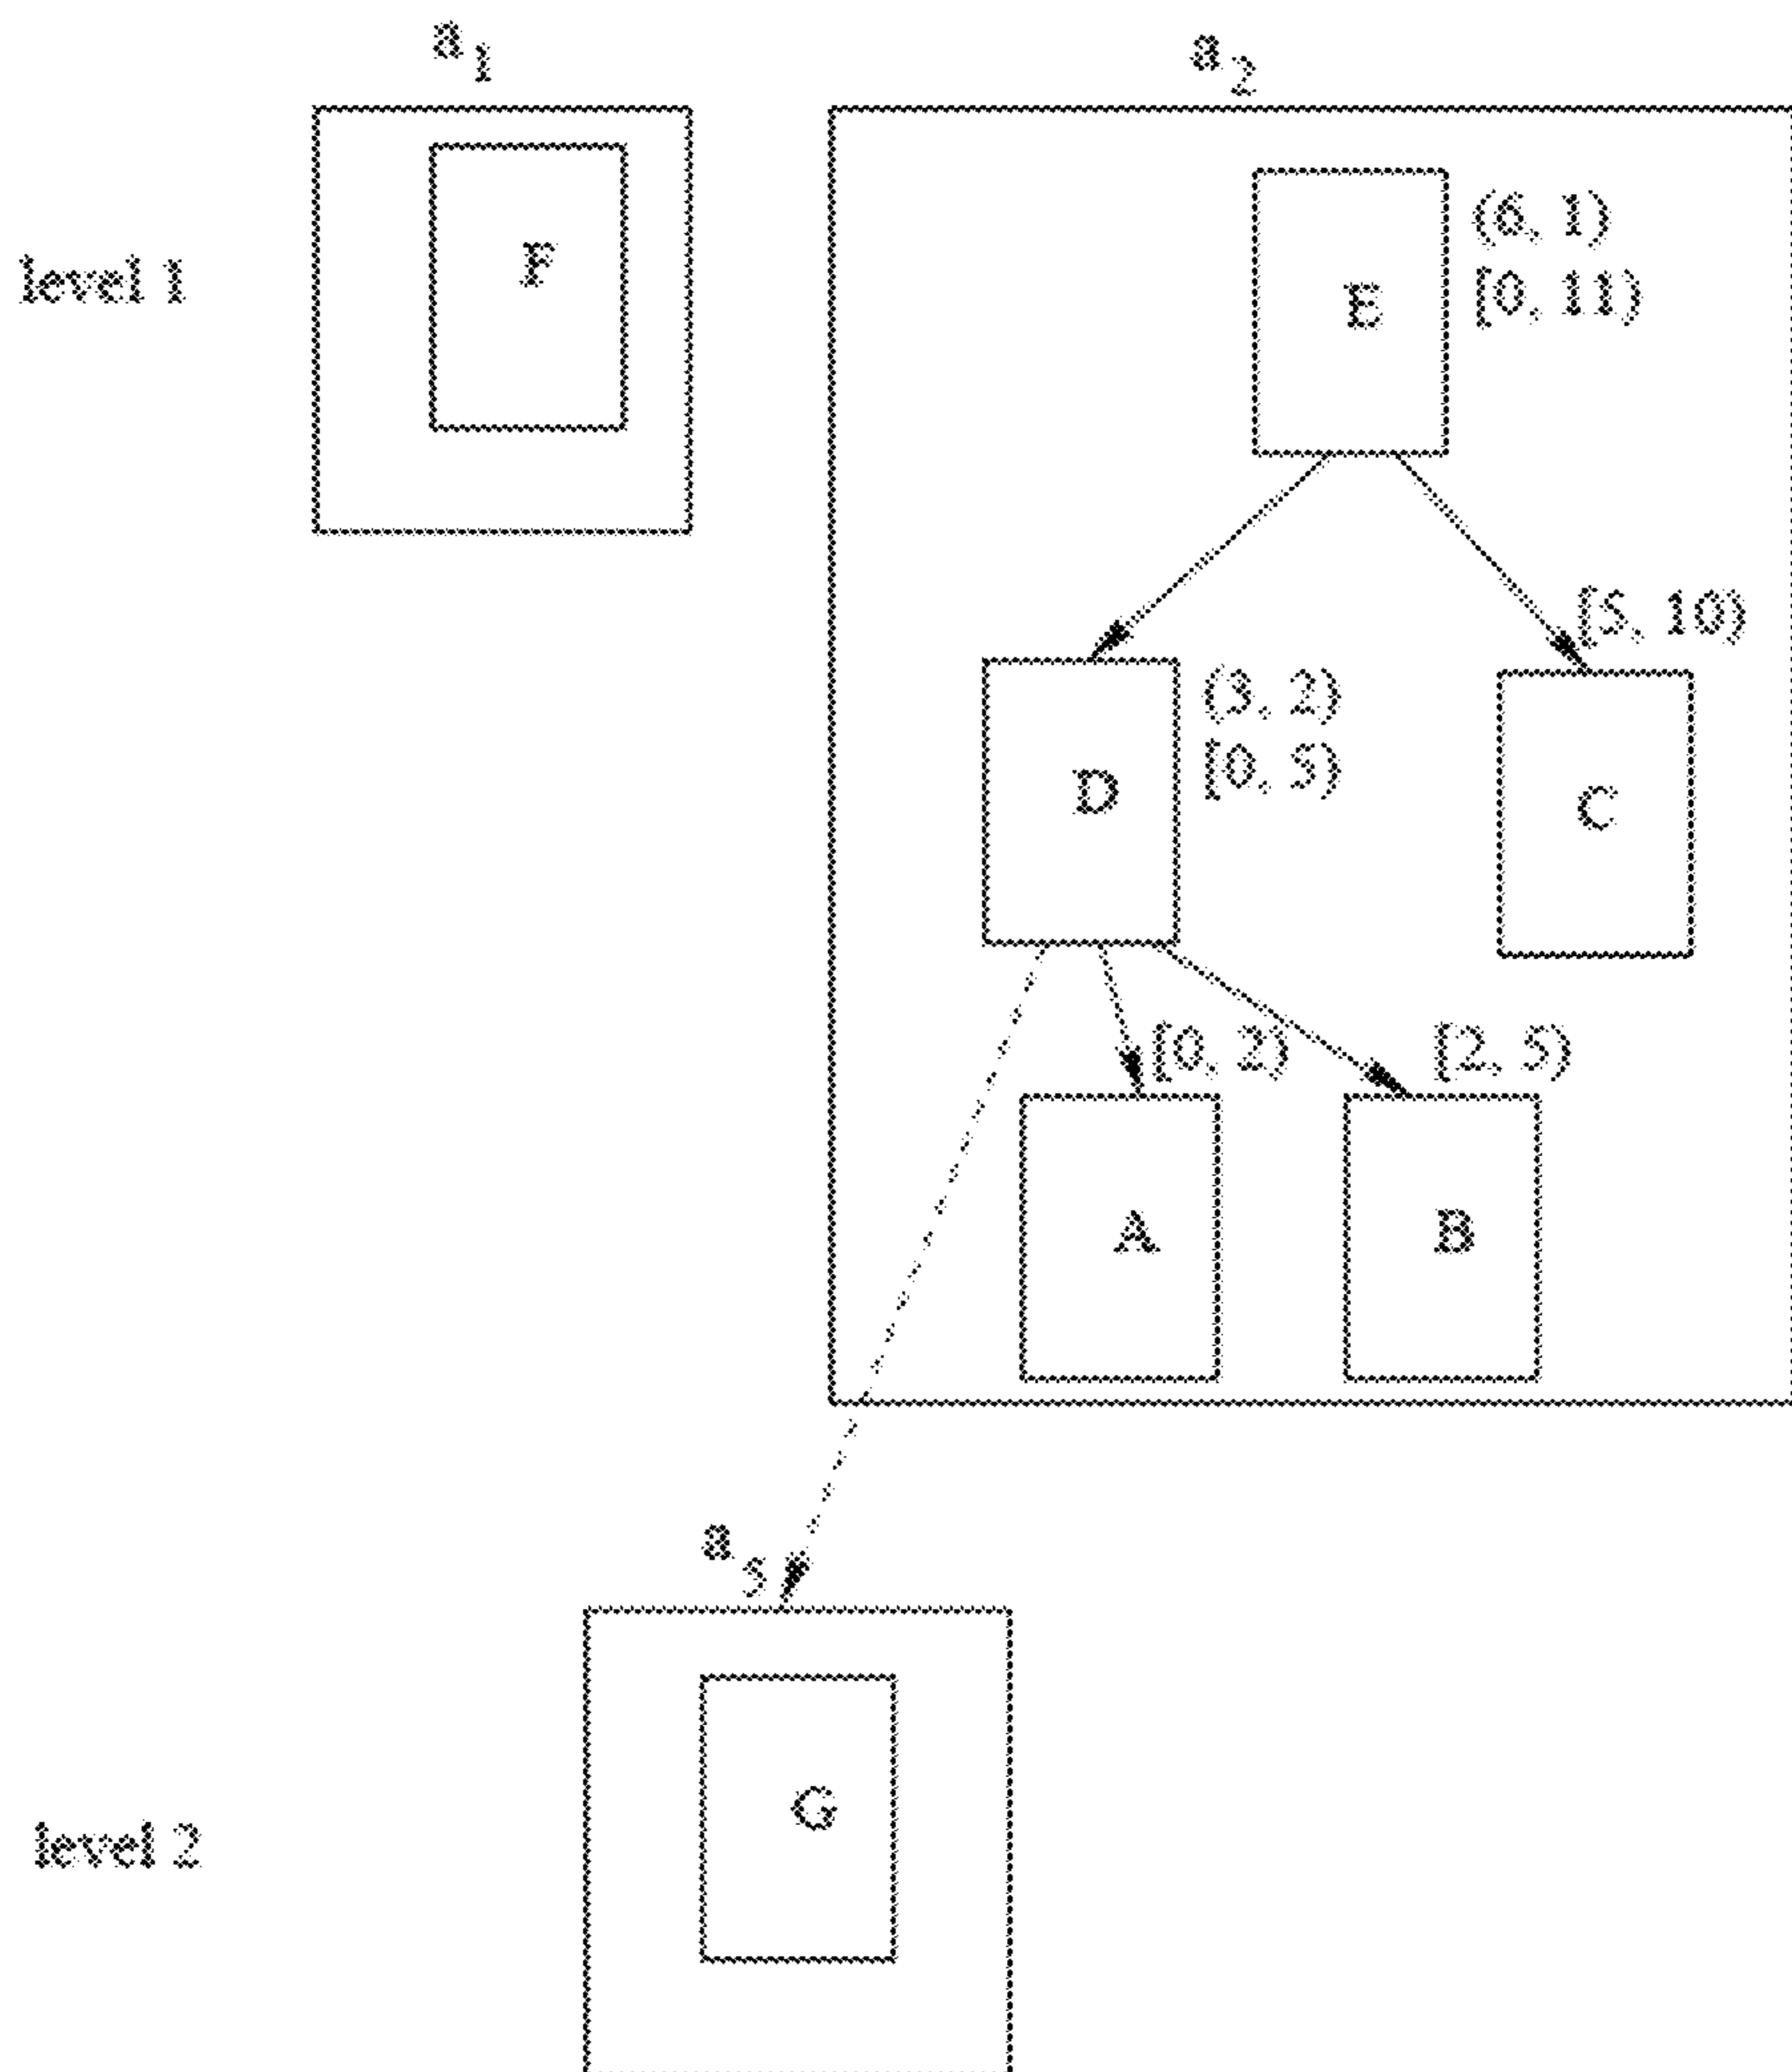 a1
a2
level 1
F
E
(6, 1)
[0, 11)
[5, 10)
D
(3, 2)
[0, 5)
C
[0, 2)
[2, 5)
A
B
a5
G
level 2